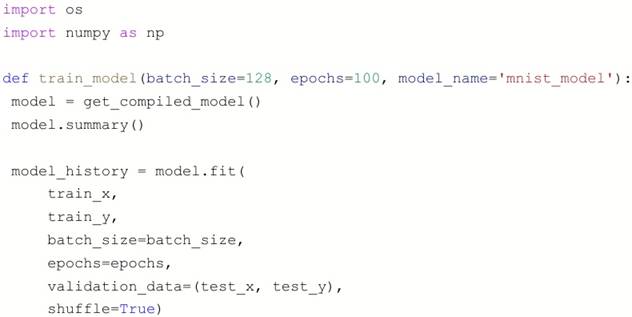 import os
import numpy as np

def train_model(batch_size=128, epochs=100, model_name='mnist_model'):
 model = get_compiled_model()
 model.summary()

 model_history = model.fit(
     train_x,
     train_y,
     batch_size=batch_size,
     epochs=epochs,
     validation_data=(test_x, test_y),
     shuffle=True)